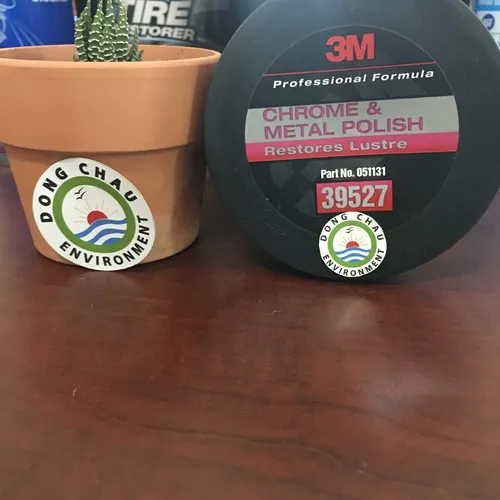 TIRE
RESTORER
3M
Professional Formula
CHROME &
METAL POLISH
Restores Lustre
Part No. 051131
39527
DONG CHAU
ENVIRONMENT
DONG CHAU
ENVIRONMENT